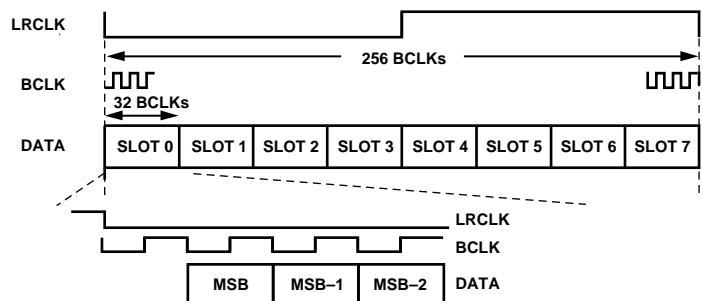 LRCLK
256 BCLKs
BCLK
32 BCLKs
DATA SLOT 0 SLOT 1 SLOT 2 SLOT 3 SLOT 4 SLOT 5 SLOT 6 SLOT 7
LRCLK
BCLK
MSB MSB–1 MSB–2 DATA